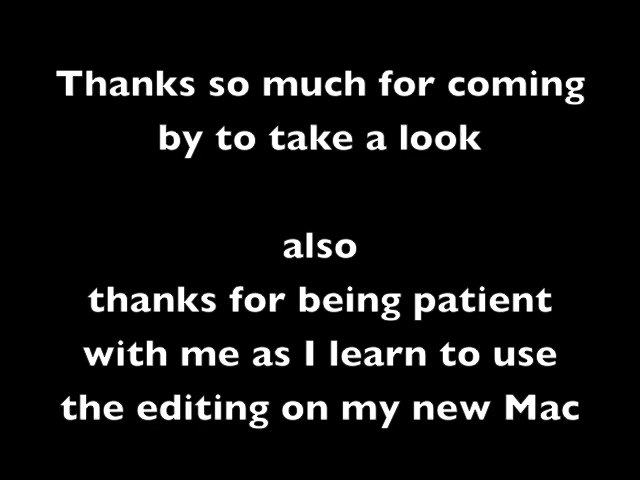 Thanks so much for coming
by to take a look
also
thanks for being patient
with me as I learn to use
the editing on my new Mac